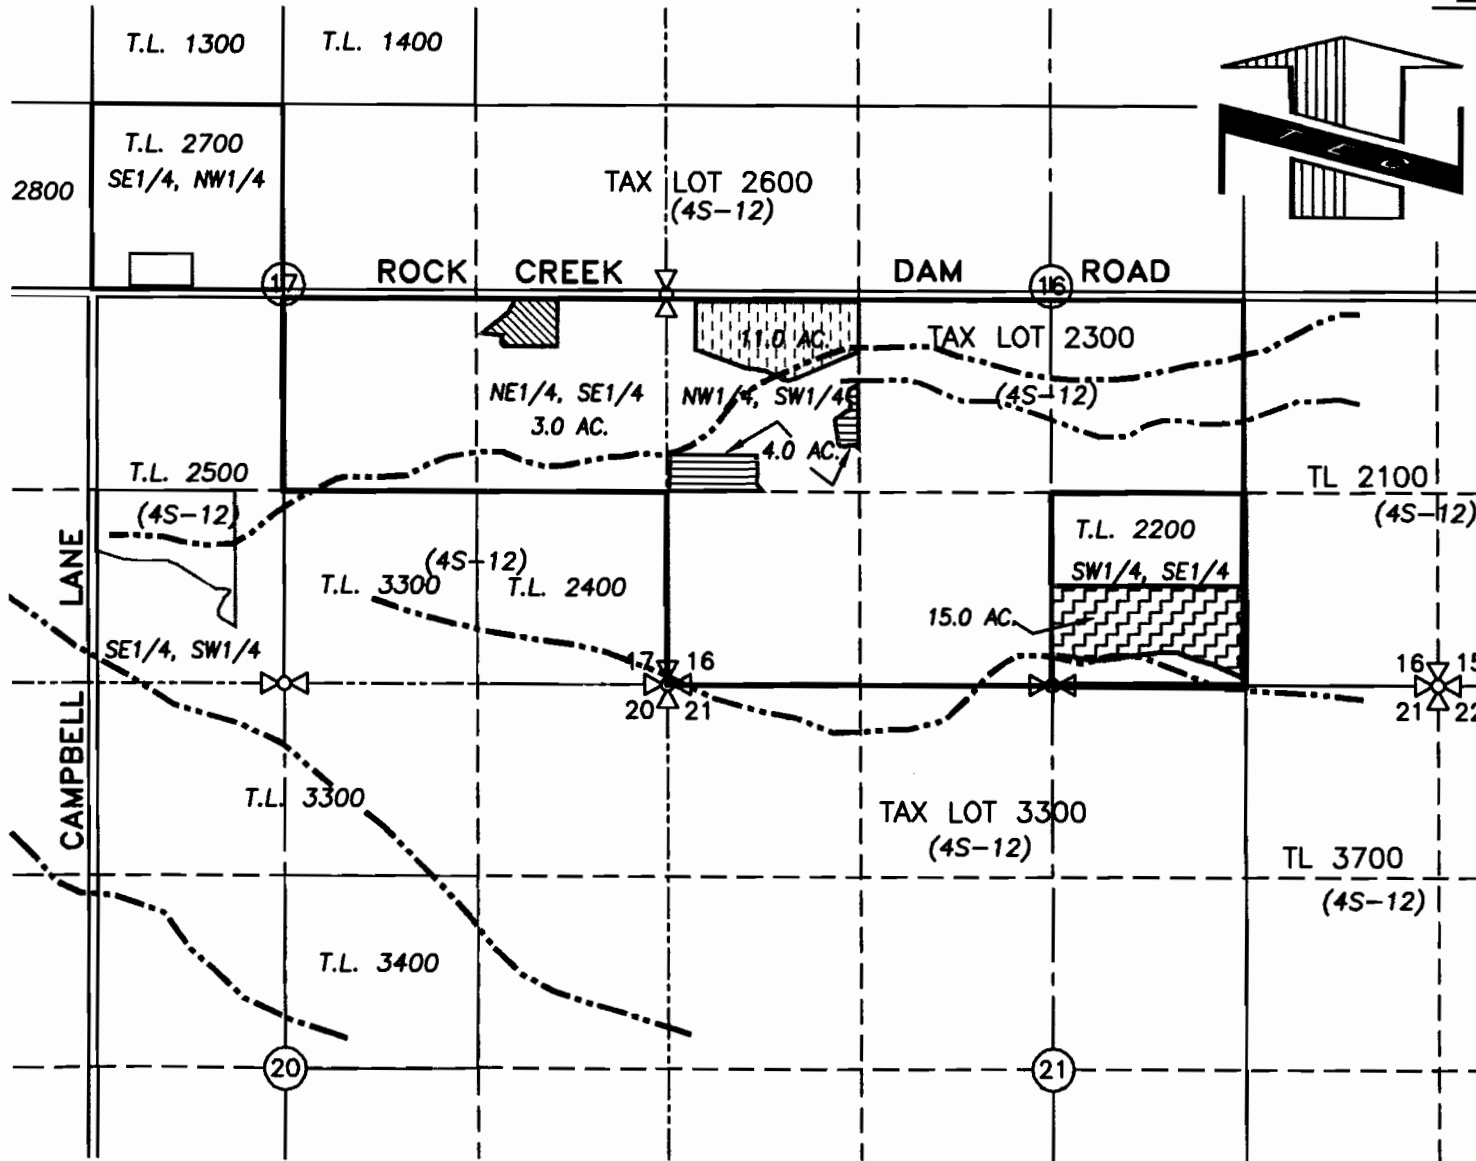 T.L. 1300
T.L. 1400
T.L. 2700
SE1/4, NW1/4
2800
TAX LOT 2600
(4S-12)
T L C
17
ROCK CREEK DAM ROAD
16
11.0 AC.
TAX LOT 2300
(4S-12)
NE1/4, SE1/4
3.0 AC.
NW1/4, SW1/4
4.0 AC.
T.L. 2500
(4S-12)
TL 2100
(4S-12)
T.L. 2200
SW1/4, SE1/4
(4S-12)
T.L. 3300
T.L. 2400
15.0 AC.
CAMPBELL LANE
SE1/4, SW1/4
17 16
20 21
16 15
21 22
T.L. 3300
TAX LOT 3300
(4S-12)
TL 3700
(4S-12)
T.L. 3400
20
21